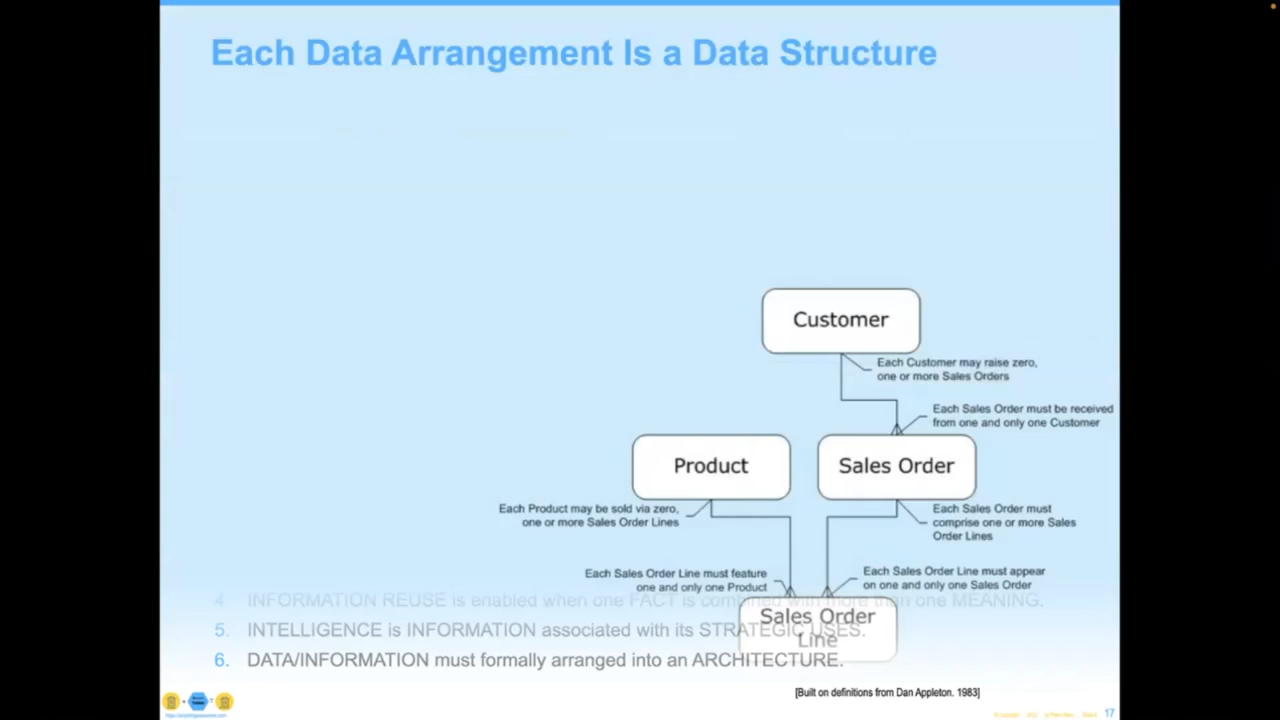 Each Data Arrangement Is a Data Structure
Customer
Each Customer may raise zero,
one or more Sales Orders
Each Sales Order must be received
from one and only one Customer
Product
Sales Order
Each Product may be sold via zero,
one or more Sales Order Lines
Each Sales Order must
comprise one or more Sales
Order Lines
Each Sales Order Line must feature
one and only one Product
Each Sales Order Line must appear
on one and only one Sales Order
Sales Order
Line
4. INFORMATION REUSE is enabled when one FACT is combined with more than one MEANING.
5. INTELLIGENCE is INFORMATION associated with its STRATEGIC USES.
6. DATA/INFORMATION must formally arranged into an ARCHITECTURE.
[Built on definitions from Dan Appleton. 1983]
17